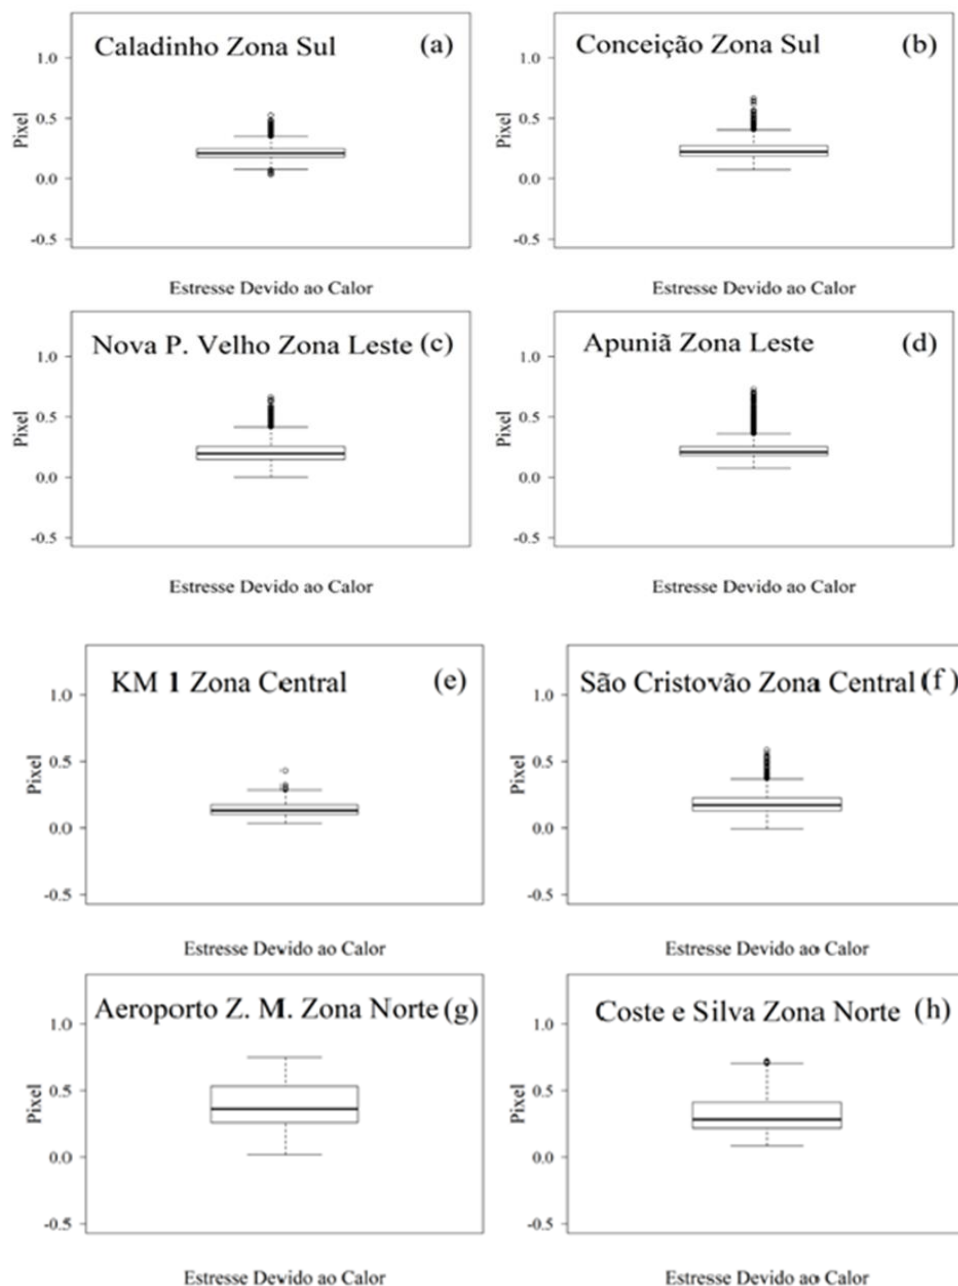 Caladinho Zona Sul (a)
1.0
0.5
0.0
-0.5
Pixel
Estresse Devido ao Calor
Conceição Zona Sul (b)
1.0
0.5
0.0
-0.5
Pixel
Estresse Devido ao Calor
Nova P. Velho Zona Leste (c)
1.0
0.5
0.0
-0.5
Pixel
Estresse Devido ao Calor
Apuniã Zona Leste (d)
1.0
0.5
0.0
-0.5
Pixel
Estresse Devido ao Calor
KM 1 Zona Central (e)
1.0
0.5
0.0
-0.5
Pixel
Estresse Devido ao Calor
São Cristovão Zona Central (f)
1.0
0.5
0.0
-0.5
Pixel
Estresse Devido ao Calor
Aeroporto Z. M. Zona Norte (g)
1.0
0.5
0.0
-0.5
Pixel
Estresse Devido ao Calor
Coste e Silva Zona Norte (h)
1.0
0.5
0.0
-0.5
Pixel
Estresse Devido ao Calor